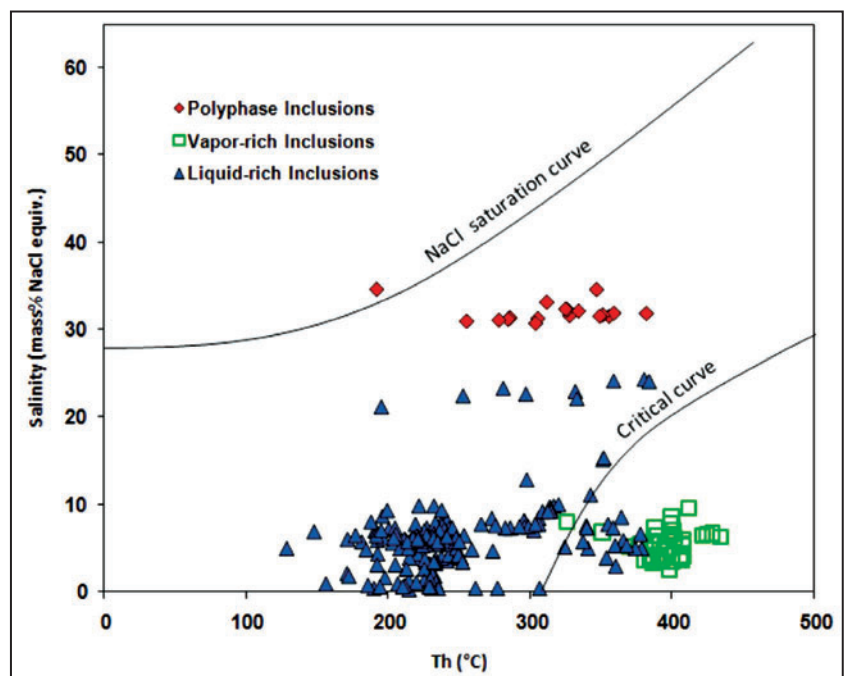 Salinity (mass% NaCl equiv.)
60
50
40
30
20
10
0
Polyphase Inclusions
Vapor-rich Inclusions
Liquid-rich Inclusions
NaCl saturation curve
Critical curve
0
100
200
300
400
500
Th (°C)